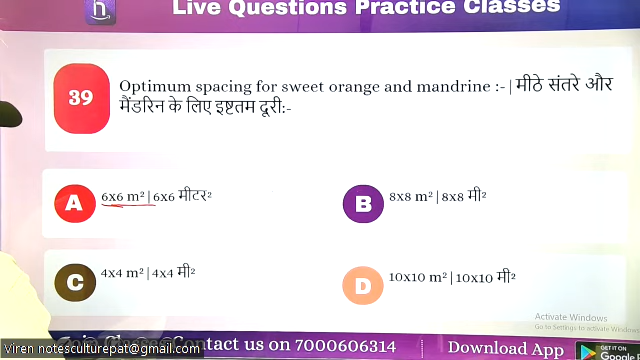 h
Live Questions Practice Classes
39
Optimum spacing for sweet orange and mandrine :- | मीठे संतरे और
मैंडरिन के लिए इष्टतम दूरी:-
A
6x6 m² | 6x6 मीटर²
B
8x8 m² | 8x8 मी²
C
4x4 m² | 4x4 मी²
D
10x10 m² | 10x10 मी²
Activate Windows
Go to Settings to activate Windows
Contact us on 7000606314
Download App
GET IT ON
Google
Viren notesculturepat@gmail.com